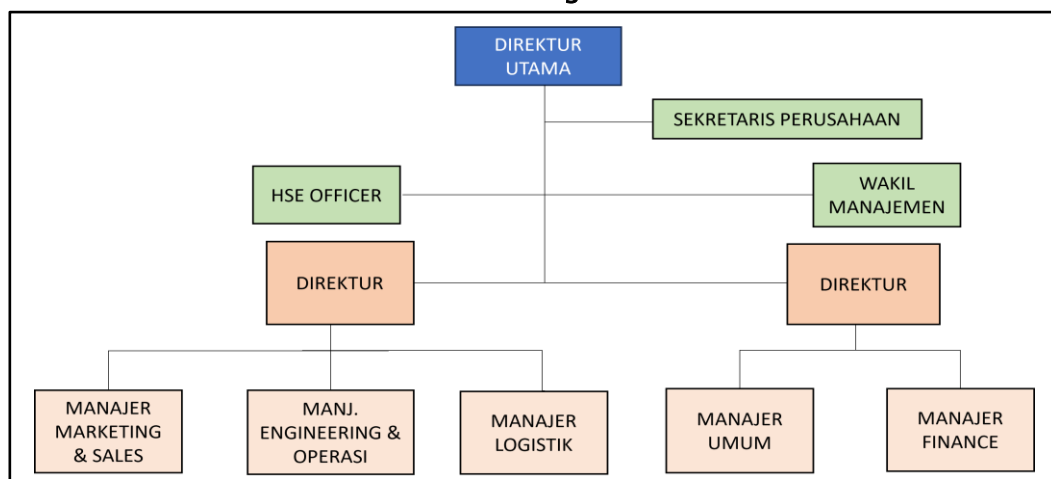 DIREKTUR
UTAMA
SEKRETARIS PERUSAHAAN
HSE OFFICER
WAKIL
MANAJEMEN
DIREKTUR
DIREKTUR
MANAJER
MARKETING
& SALES
MANJ.
ENGINEERING &
OPERASI
MANAJER
LOGISTIK
MANAJER
UMUM
MANAJER
FINANCE